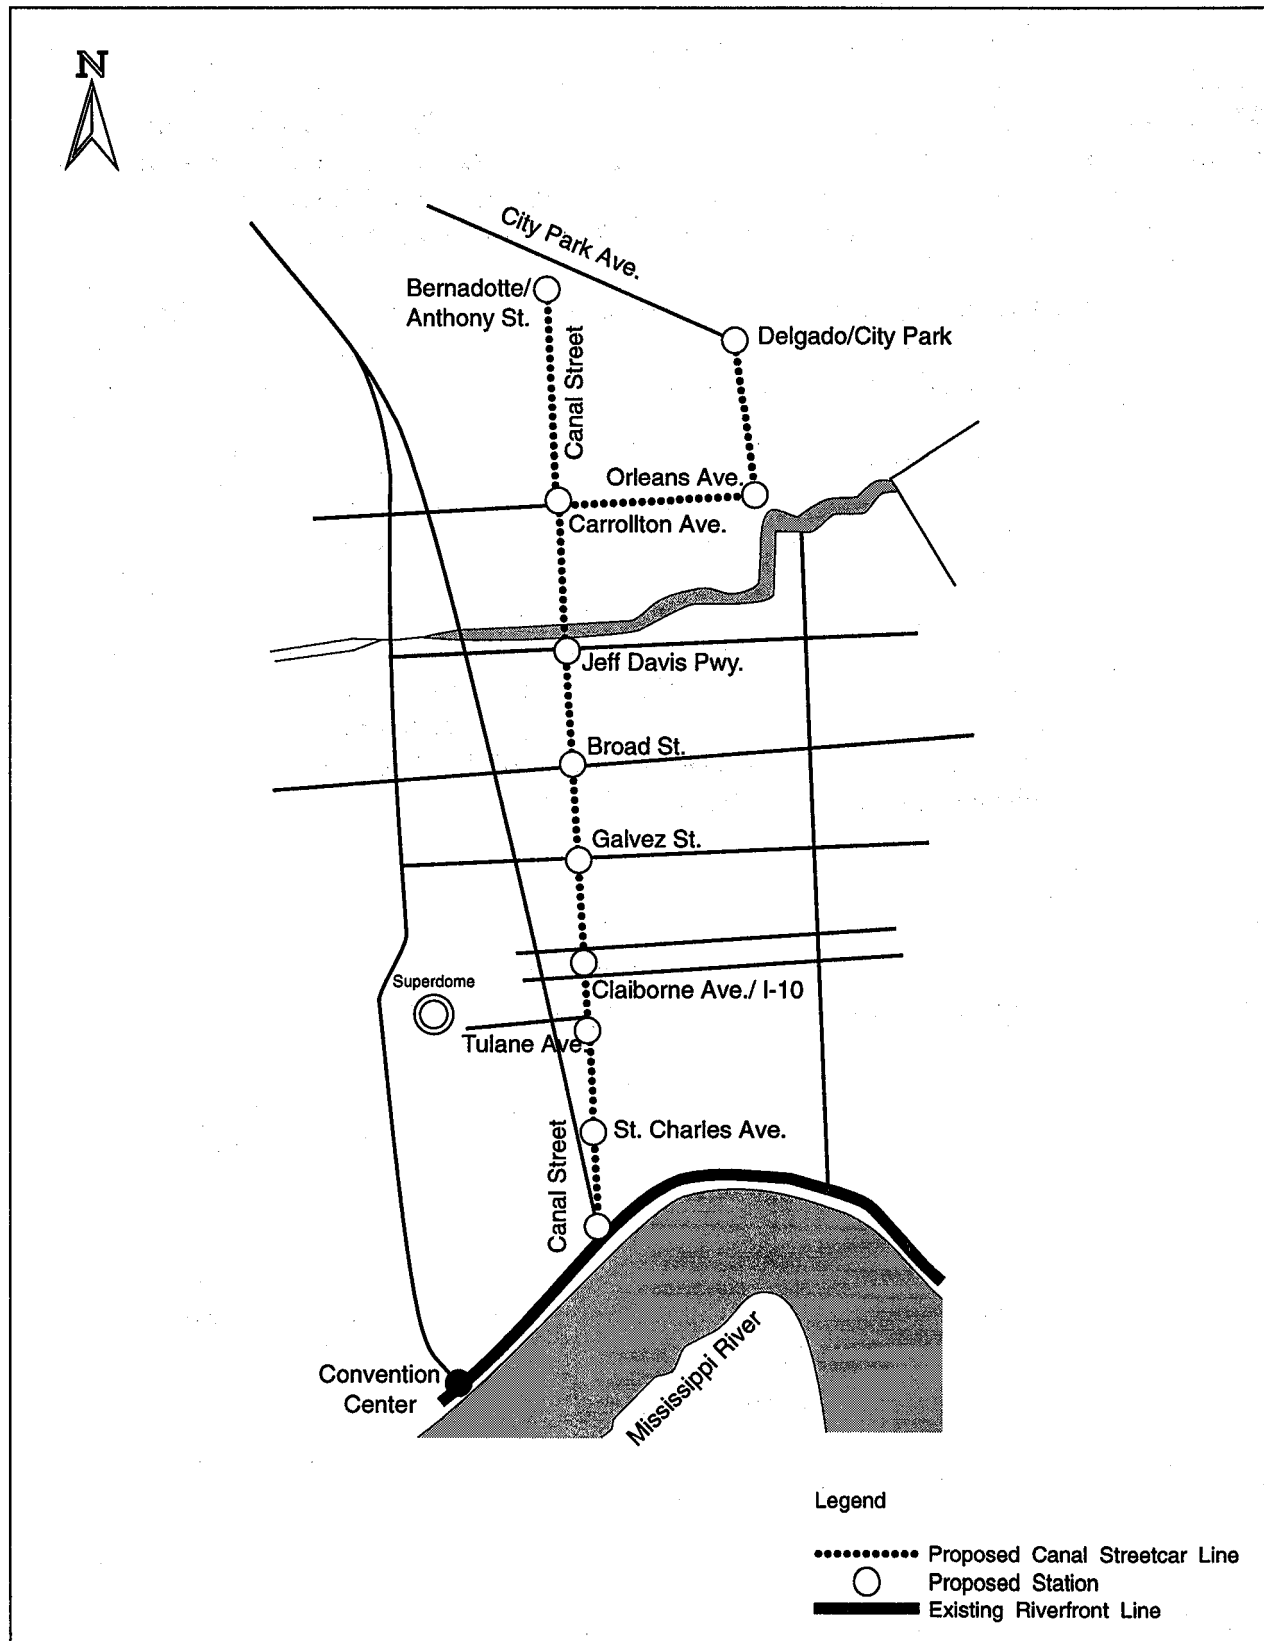 N
City Park Ave.
Bernadotte/
Anthony St.
Delgado/City Park
Canal Street
Orleans Ave.
Carrollton Ave.
Jeff Davis Pwy.
Broad St.
Galvez St.
Superdome
Claiborne Ave./ I-10
Tulane Ave.
St. Charles Ave.
Canal Street
Mississippi River
Convention
Center
Legend
Proposed Canal Streetcar Line
Proposed Station
Existing Riverfront Line